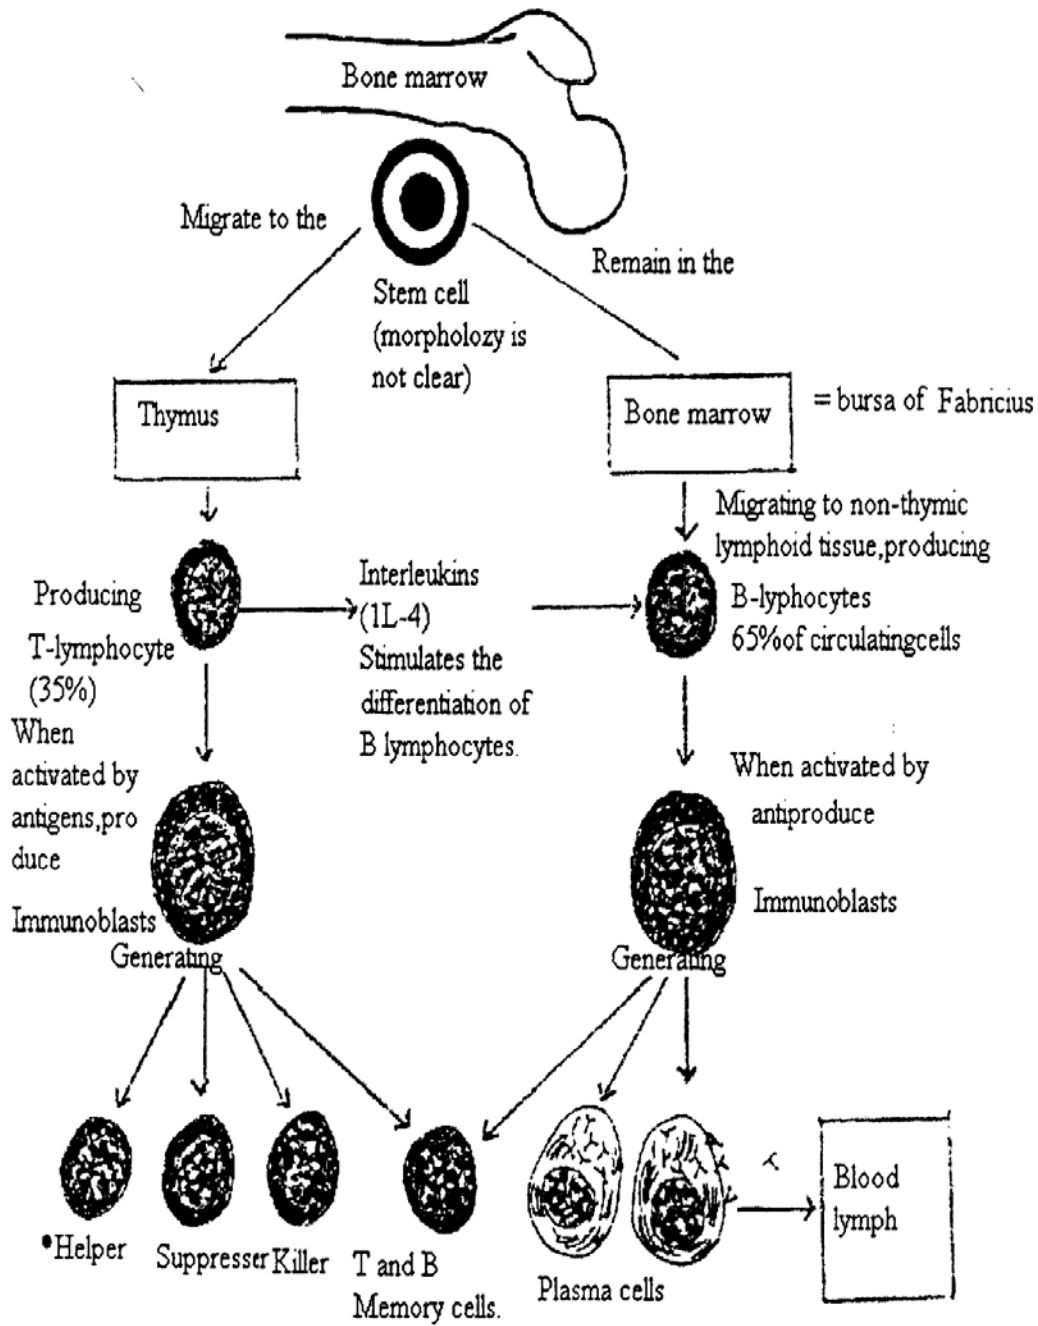 Bone marrow
Migrate to the
Remain in the
Stem cell
(morpholozy is
not clear)
Thymus
Bone marrow
= bursa of Fabricius
Migrating to non-thymic
lymphoid tissue,producing
Producing
T-lymphocyte
(35%)
Interleukins
(1L-4)
Stimulates the
differentiation of
B lymphocytes.
B-lyphocytes
65%of circulatingcells
When
activated by
antigens,pro
duce
Immunoblasts
Generating
When activated by
antiproduce
Immunoblasts
Generating
•Helper
Suppresser
Killer
T and B
Memory cells.
Plasma cells
Blood
lymph